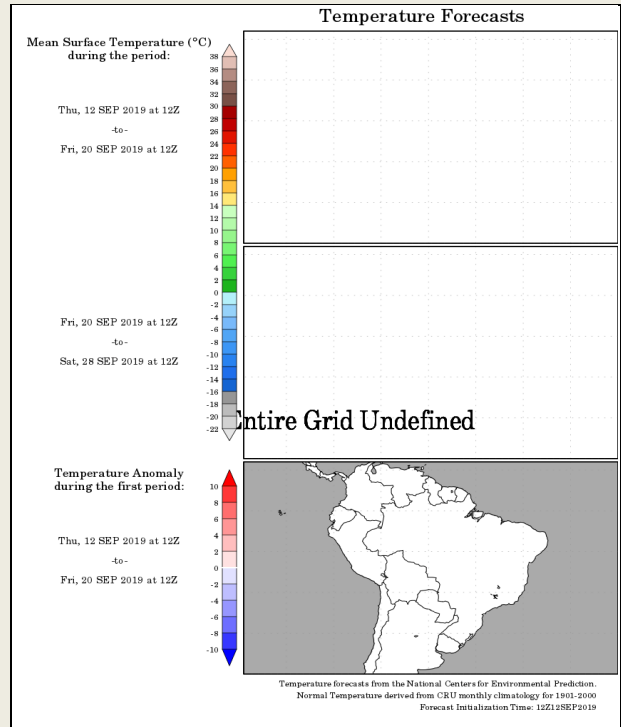 Temperature Forecasts
Mean Surface Temperature (°C)
during the period:
38
36
34
32
30
28
26
24
22
20
18
16
14
12
10
8
6
4
2
0
-2
-4
-6
-8
-10
-12
-14
-16
-18
-20
-22
Thu, 12 SEP 2019 at 12Z
-to-
Fri, 20 SEP 2019 at 12Z
Fri, 20 SEP 2019 at 12Z
-to-
Sat, 28 SEP 2019 at 12Z
Entire Grid Undefined
Temperature Anomaly
during the first period:
10
8
6
4
2
0
-2
-4
-6
-8
-10
Thu, 12 SEP 2019 at 12Z
-to-
Fri, 20 SEP 2019 at 12Z
Temperature forecasts from the National Centers for Environmental Prediction.
Normal Temperature derived from CRU monthly climatology for 1901-2000
Forecast Initialization Time: 12Z12SEP2019